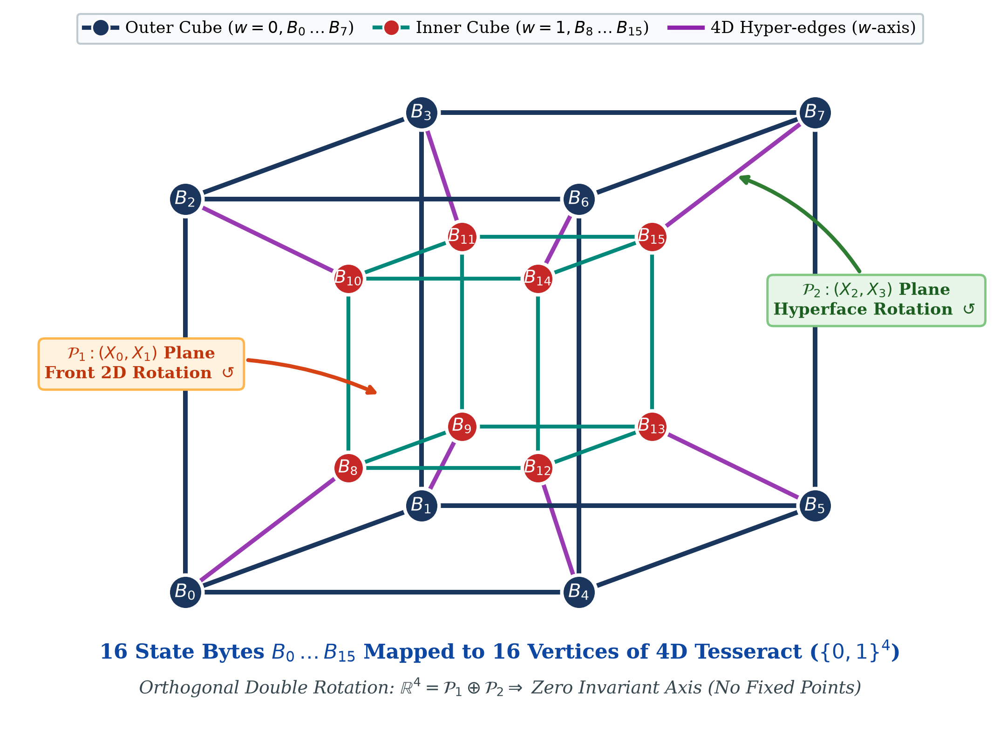 Outer Cube (w = 0, B₀ … B₇)
Inner Cube (w = 1, B₈ … B₁₅)
4D Hyper-edges (w-axis)
B₃
B₇
B₂
B₆
B₁₁
B₁₅
B₁₀
B₁₄
𝒫₂ : (X₂, X₃) Plane
Hyperface Rotation ↺
𝒫₁ : (X₀, X₁) Plane
Front 2D Rotation ↺
B₉
B₁₃
B₈
B₁₂
B₁
B₅
B₀
B₄
16 State Bytes B₀ … B₁₅ Mapped to 16 Vertices of 4D Tesseract ({0, 1}⁴)
Orthogonal Double Rotation: ℝ⁴ = 𝒫₁ ⊕ 𝒫₂ ⇒ Zero Invariant Axis (No Fixed Points)